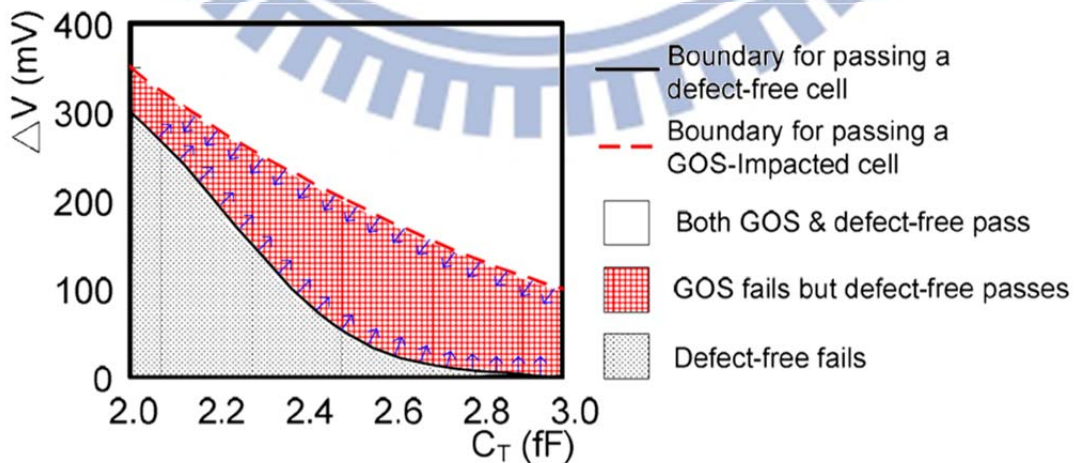 △V (mV)
400
300
200
100
0
2.0 2.2 2.4 2.6 2.8 3.0
C_T (fF)
Boundary for passing a
defect-free cell
Boundary for passing a
GOS-Impacted cell
Both GOS & defect-free pass
GOS fails but defect-free passes
Defect-free fails